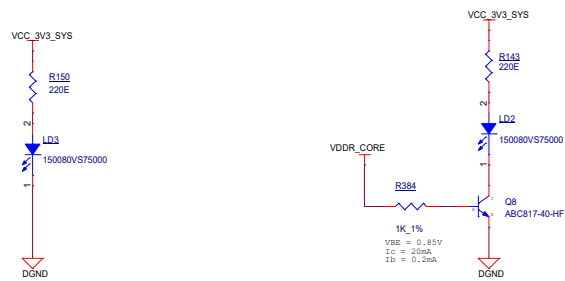 VCC_3V3_SYS
R150
220E
2
LD3
150080VS75000
1
DGND
VCC_3V3_SYS
R143
220E
2
LD2
150080VS75000
1
VDDR_CORE
R384
1K_1%
VBE = 0.85V
Ic = 20mA
Ib = 0.2mA
Q8
ABC817-40-HF
DGND